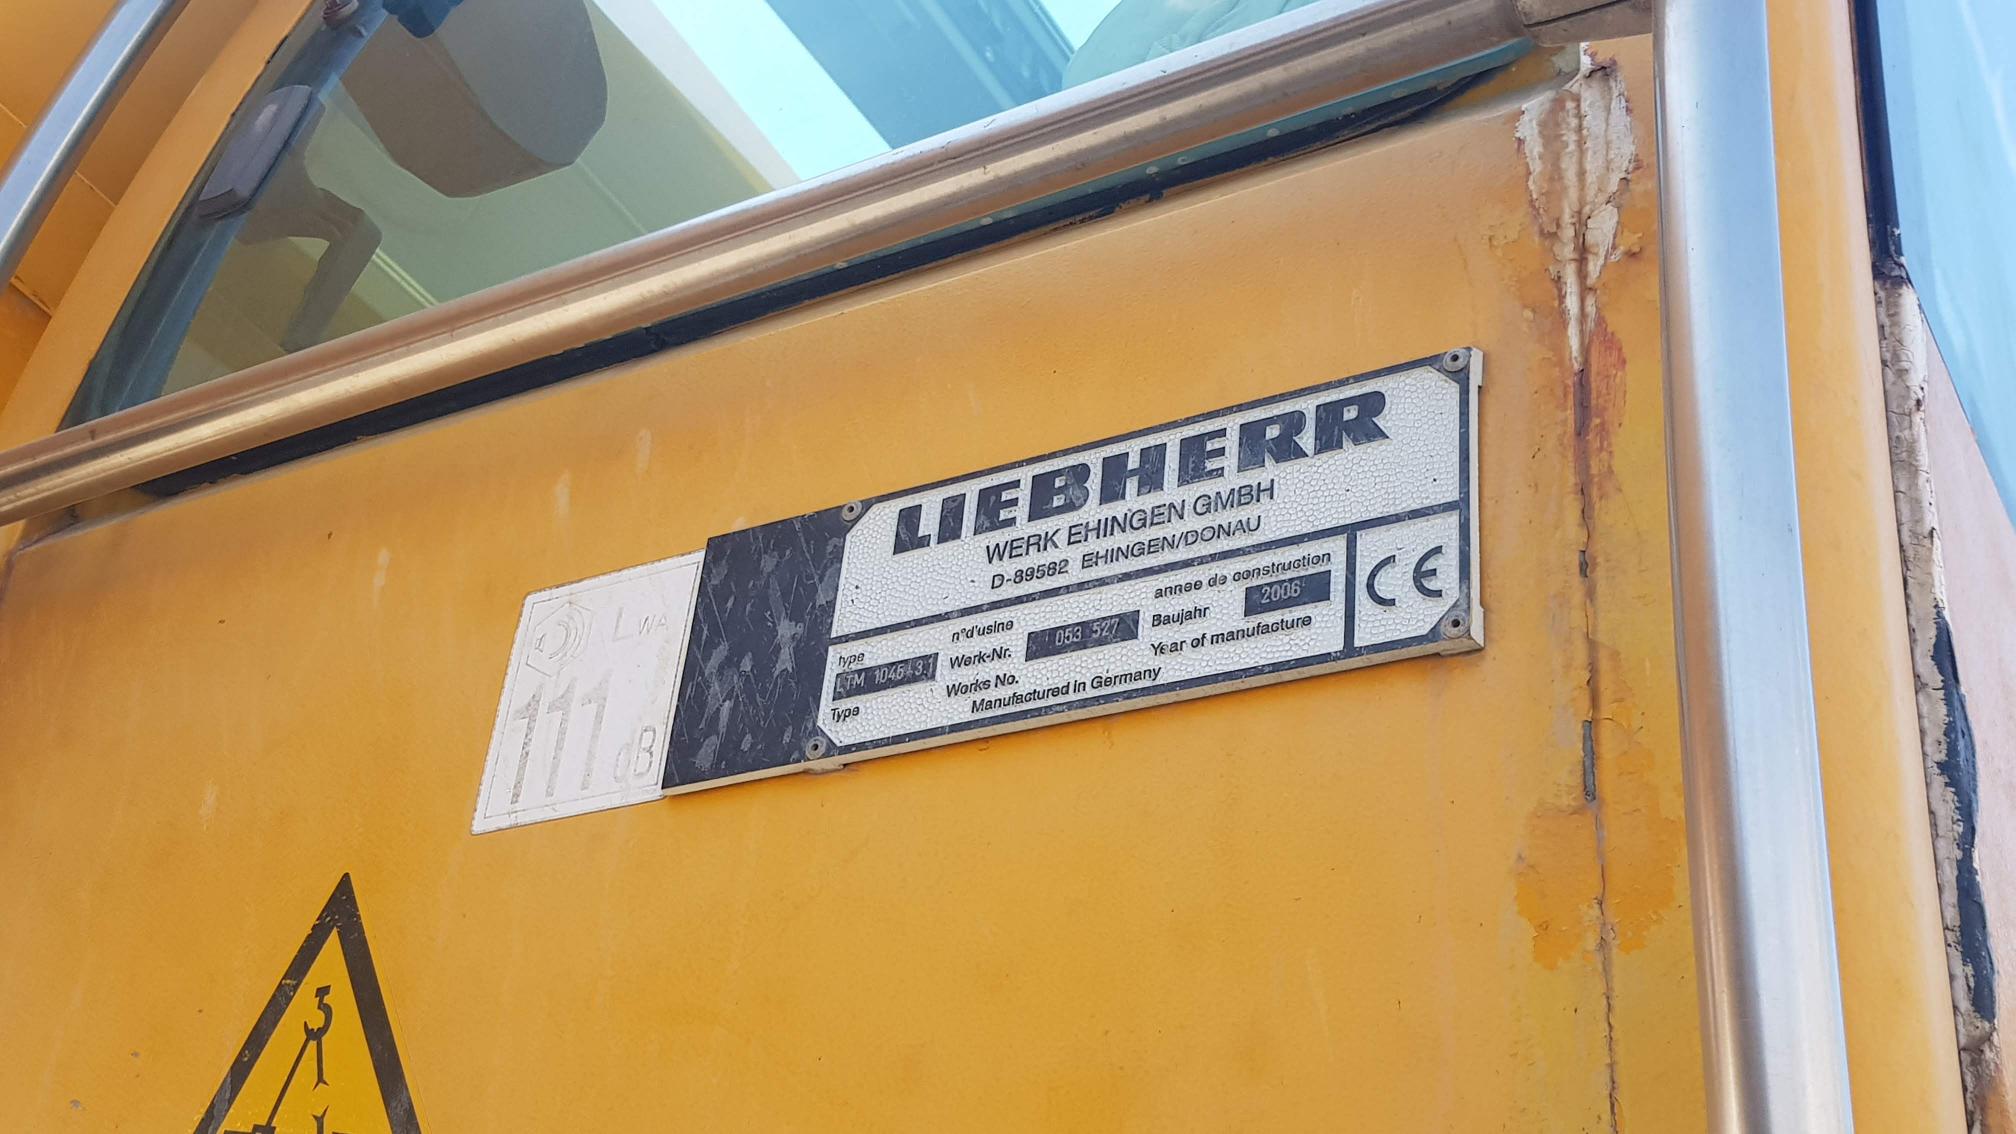 LIEBHERR
WERK EHINGEN GMBH
D-89582 EHINGEN/DONAU
type
LTM 1045-3.1
Type
n°d'usine
Werk-Nr.
Works No.
053 527
annee de construction
Baujahr
Year of manufacture
2006
Manufactured in Germany
CE
LWA
111
dB